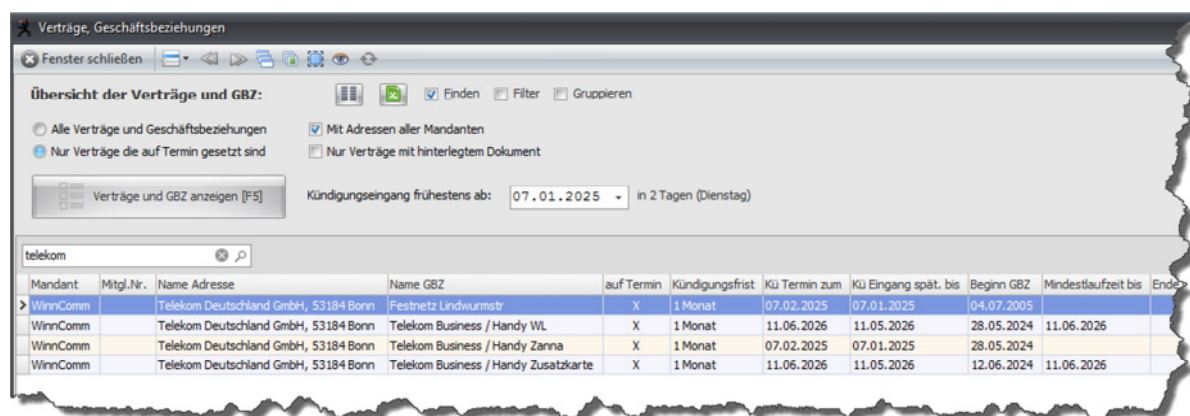 Verträge, Geschäftsbeziehungen
Fenster schließen
Übersicht der Verträge und GBZ: Finden Filter Gruppieren
Alle Verträge und Geschäftsbeziehungen Mit Adressen aller Mandanten
Nur Verträge die auf Termin gesetzt sind Nur Verträge mit hinterlegtem Dokument
Verträge und GBZ anzeigen [F5] Kündigungseingang frühestens ab: 07.01.2025 in 2 Tagen (Dienstag)
telekom
Mandant Mitgl.Nr. Name Adresse Name GBZ auf Termin Kündigungsfrist Kü Termin zum Kü Eingang spät. bis Beginn GBZ Mindestlaufzeit bis Ende
WinnComm Telekom Deutschland GmbH, 53184 Bonn Festnetz Lindwurmstr X 1 Monat 07.02.2025 07.01.2025 04.07.2005
WinnComm Telekom Deutschland GmbH, 53184 Bonn Telekom Business / Handy WL X 1 Monat 11.06.2026 11.05.2026 28.05.2024 11.06.2026
WinnComm Telekom Deutschland GmbH, 53184 Bonn Telekom Business / Handy Zanna X 1 Monat 07.02.2025 07.01.2025 28.05.2024
WinnComm Telekom Deutschland GmbH, 53184 Bonn Telekom Business / Handy Zusatzkarte X 1 Monat 11.06.2026 11.05.2026 12.06.2024 11.06.2026